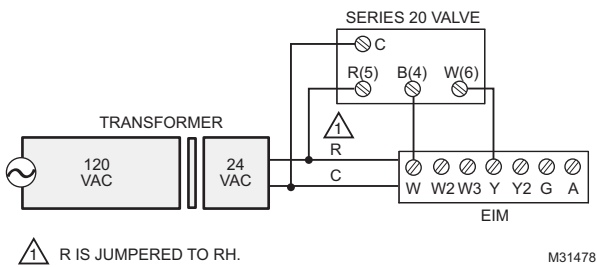 SERIES 20 VALVE
C
R(5) B(4) W(6)
TRANSFORMER
1
R
120
VAC
24
VAC
C
W W2 W3 Y Y2 G A
EIM
1 R IS JUMPERED TO RH.
M31478